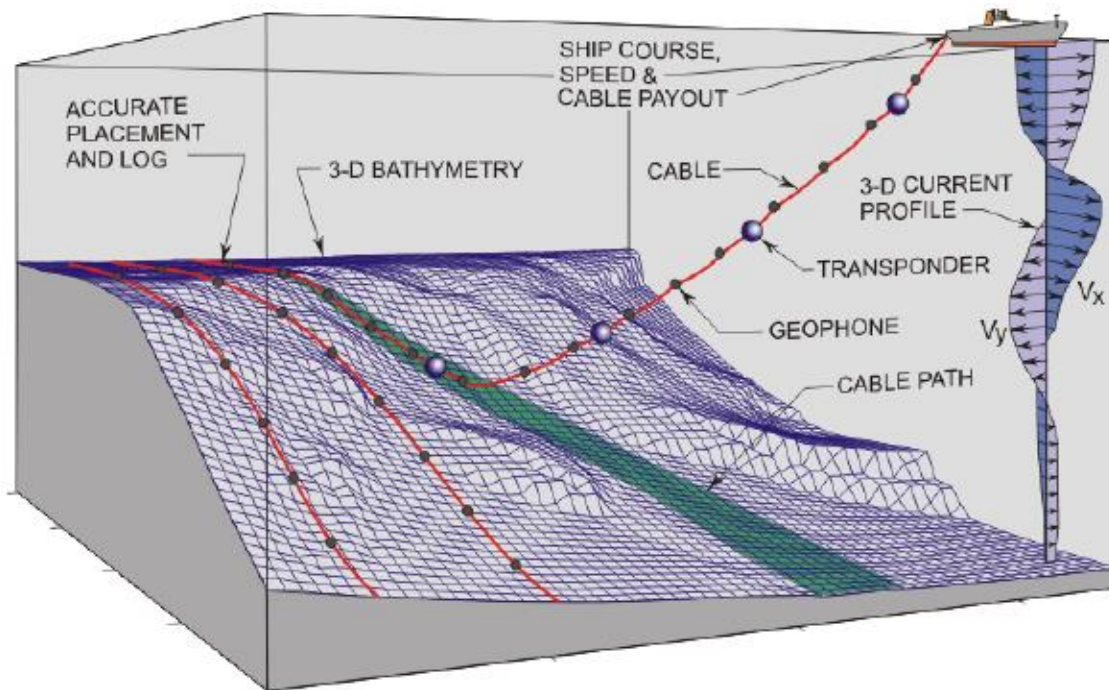 SHIP COURSE,
SPEED &
CABLE PAYOUT
ACCURATE
PLACEMENT
AND LOG
3-D BATHYMETRY
CABLE
3-D CURRENT
PROFILE
TRANSPONDER
Vx
GEOPHONE
Vy
CABLE PATH